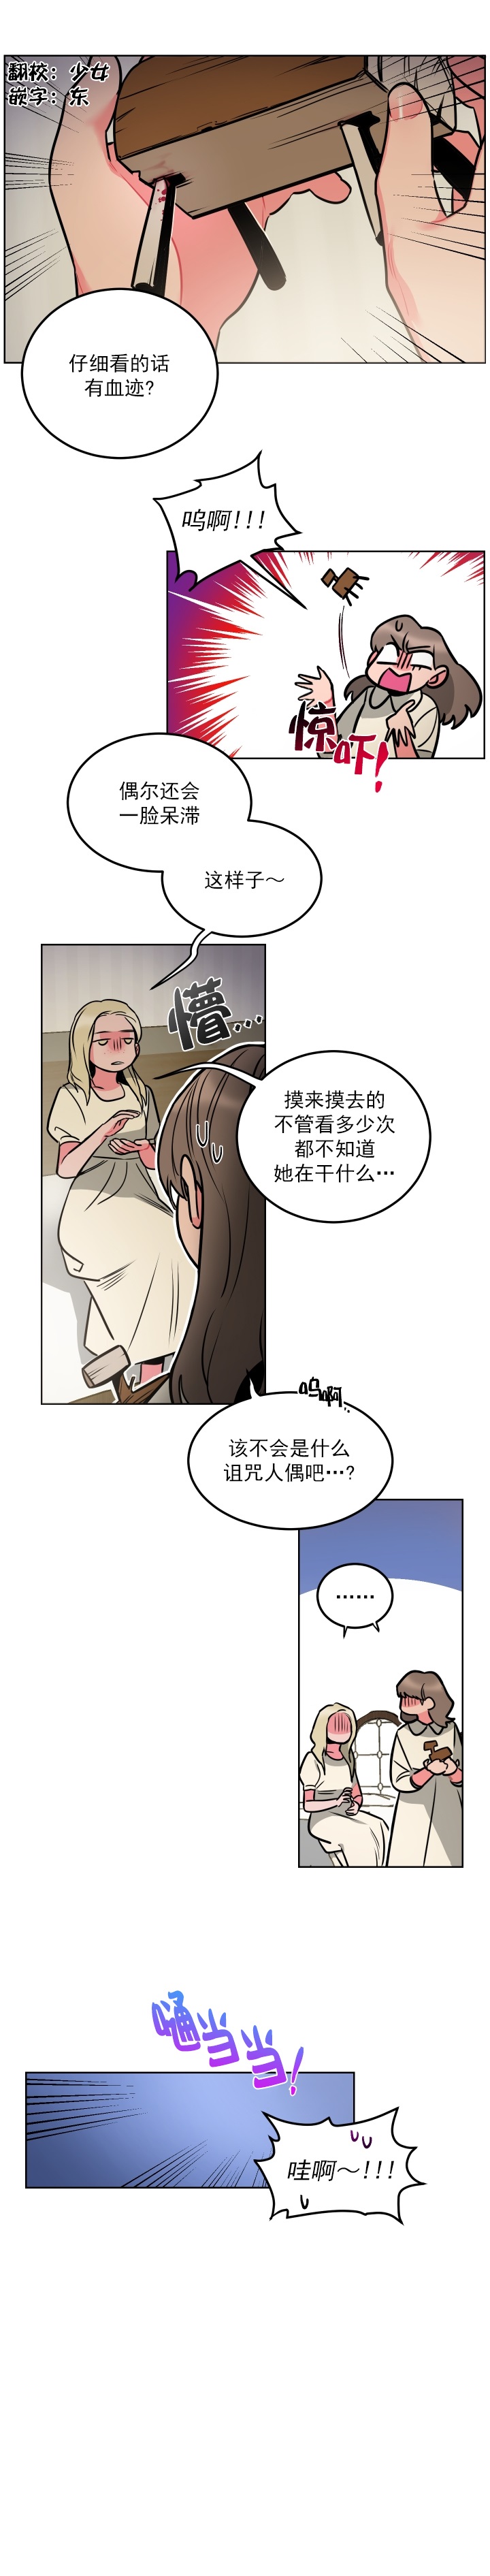 翻校：少女
嵌字：东
仔细看的话
有血迹?
呜啊!!!
惊吓!
偶尔还会
一脸呆滞
这样子～
懵...
摸来摸去的
不管看多少次
都不知道
她在干什么…
呜啊..
该不会是什么
诅咒人偶吧…?
……
嗵当当!
哇啊～!!!